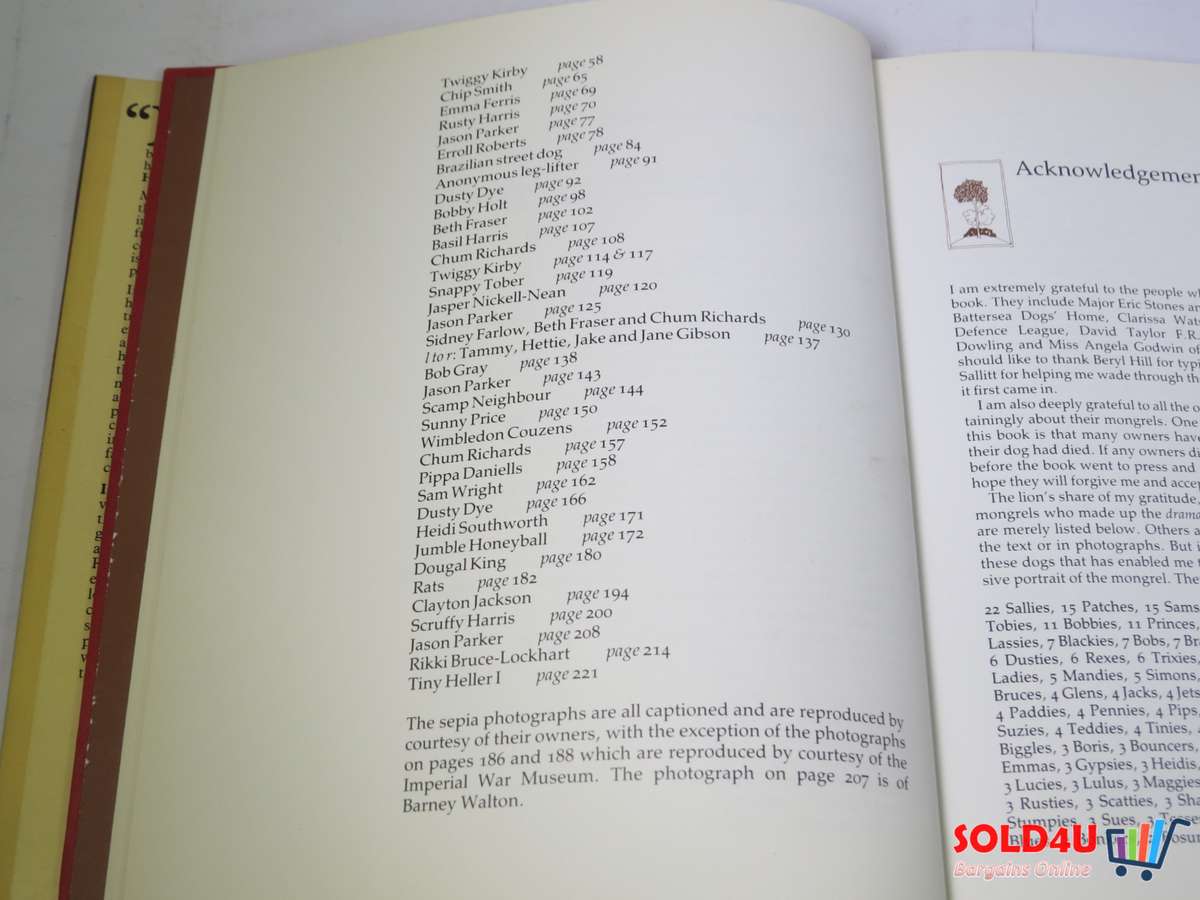 Twiggy Kirby page 58
Chip Smith page 65
Emma Ferris page 69
Rusty Harris page 70
Jason Parker page 77
Erroll Roberts page 78
Brazilian street dog page 84
Anonymous leg-lifter page 91
Dusty Dye page 92
Bobby Holt page 98
Beth Fraser page 102
Basil Harris page 107
Chum Richards page 108
Twiggy Kirby page 114 & 117
Snappy Tober page 119
Jasper Nickell-Nean page 120
Jason Parker page 125
Sidney Farlow, Beth Fraser and Chum Richards page 130
l to r: Tammy, Hettie, Jake and Jane Gibson page 137
Bob Gray page 138
Jason Parker page 143
Scamp Neighbour page 144
Sunny Price page 150
Wimbledon Couzens page 152
Chum Richards page 157
Pippa Daniells page 158
Sam Wright page 162
Dusty Dye page 166
Heidi Southworth page 171
Jumble Honeyball page 172
Dougal King page 180
Rats page 182
Clayton Jackson page 194
Scruffy Harris page 200
Jason Parker page 208
Rikki Bruce-Lockhart page 214
Tiny Heller I page 221
The sepia photographs are all captioned and are reproduced by
courtesy of their owners, with the exception of the photographs
on pages 186 and 188 which are reproduced by courtesy of the
Imperial War Museum. The photograph on page 207 is of
Barney Walton.
Acknowledgemen
I am extremely grateful to the people w
book. They include Major Eric Stones an
Battersea Dogs' Home, Clarissa Wats
Defence League, David Taylor F.R.
Dowling and Miss Angela Godwin of
should like to thank Beryl Hill for typi
Sallitt for helping me wade through th
it first came in.
I am also deeply grateful to all the o
tainingly about their mongrels. One
this book is that many owners have
their dog had died. If any owners di
before the book went to press and
hope they will forgive me and accep
The lion's share of my gratitude,
mongrels who made up the drama
are merely listed below. Others a
the text or in photographs. But i
these dogs that has enabled me t
sive portrait of the mongrel. The
22 Sallies, 15 Patches, 15 Sams
Tobies, 11 Bobbies, 11 Princes,
Lassies, 7 Blackies, 7 Bobs, 7 Br
6 Dusties, 6 Rexes, 6 Trixies,
Ladies, 5 Mandies, 5 Simons,
Bruces, 4 Glens, 4 Jacks, 4 Jets
4 Paddies, 4 Pennies, 4 Pips,
Suzies, 4 Teddies, 4 Tinies, 4
Biggles, 3 Boris, 3 Bouncers,
Emmas, 3 Gypsies, 3 Heidis,
3 Lucies, 3 Lulus, 3 Maggies
3 Rusties, 3 Scatties, 3 Sha
Stumpies, 3 Sues, 3
SOLD4U
Bargains Online